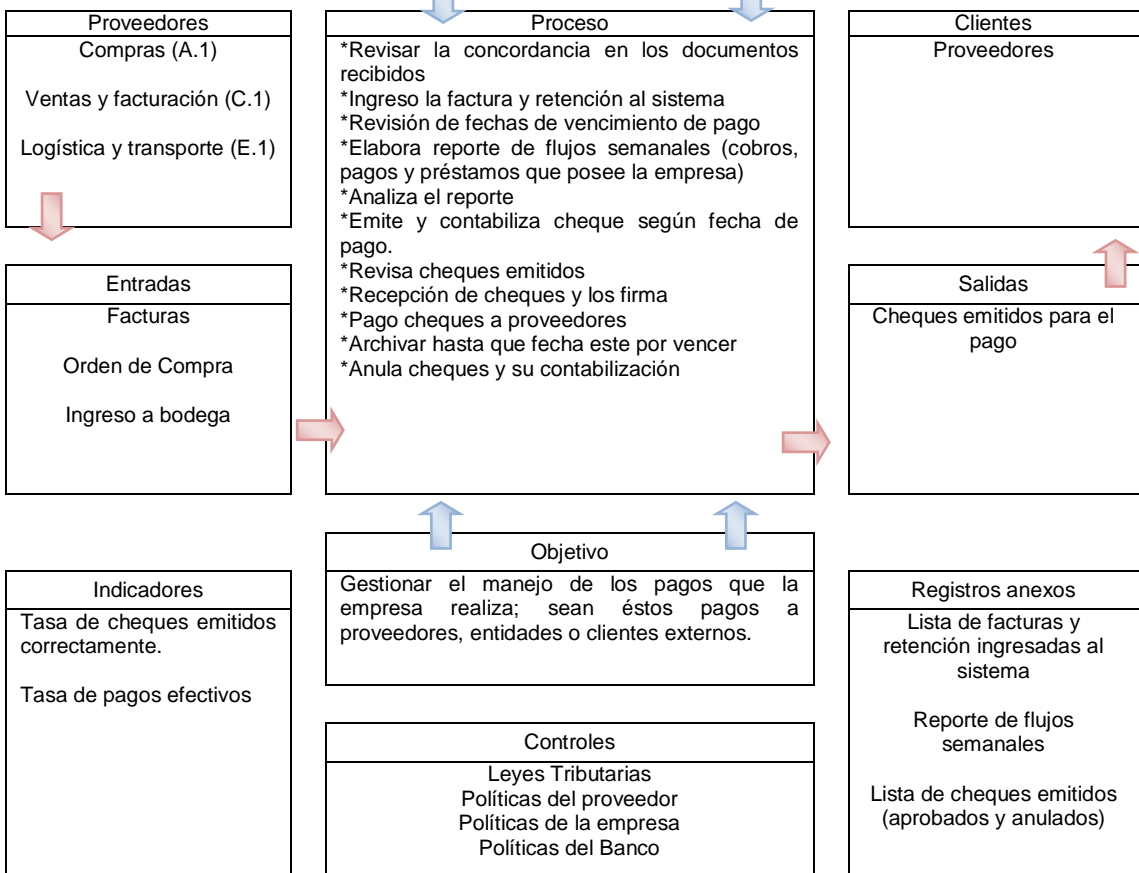 Proveedores
Compras (A.1)
Ventas y facturación (C.1)
Logística y transporte (E.1)
Proceso
*Revisar la concordancia en los documentos
recibidos
*Ingreso la factura y retención al sistema
*Revisión de fechas de vencimiento de pago
*Elabora reporte de flujos semanales (cobros,
pagos y préstamos que posee la empresa)
*Analiza el reporte
*Emite y contabiliza cheque según fecha de
pago.
*Revisa cheques emitidos
*Recepción de cheques y los firma
*Pago cheques a proveedores
*Archivar hasta que fecha este por vencer
*Anula cheques y su contabilización
Clientes
Proveedores
Entradas
Facturas
Orden de Compra
Ingreso a bodega
Salidas
Cheques emitidos para el
pago
Objetivo
Gestionar el manejo de los pagos que la
empresa realiza; sean éstos pagos a
proveedores, entidades o clientes externos.
Indicadores
Tasa de cheques emitidos
correctamente.
Tasa de pagos efectivos
Controles
Leyes Tributarias
Políticas del proveedor
Políticas de la empresa
Políticas del Banco
Registros anexos
Lista de facturas y
retención ingresadas al
sistema
Reporte de flujos
semanales
Lista de cheques emitidos
(aprobados y anulados)